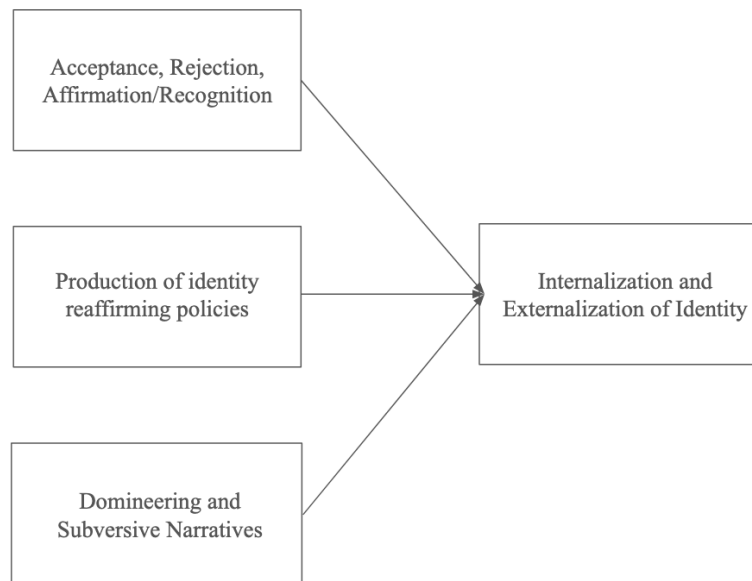 Acceptance, Rejection,
Affirmation/Recognition
Production of identity
reaffirming policies
Internalization and
Externalization of Identity
Domineering and
Subversive Narratives